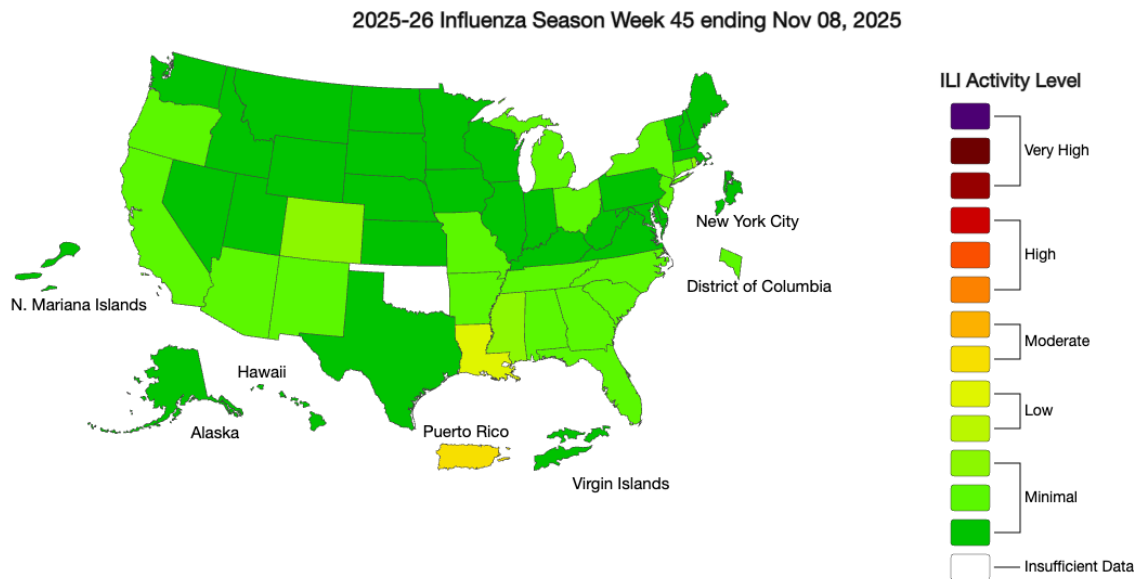 2025-26 Influenza Season Week 45 ending Nov 08, 2025
ILI Activity Level
Very High
High
Moderate
Low
Minimal
Insufficient Data
New York City
District of Columbia
N. Mariana Islands
Hawaii
Alaska
Puerto Rico
Virgin Islands